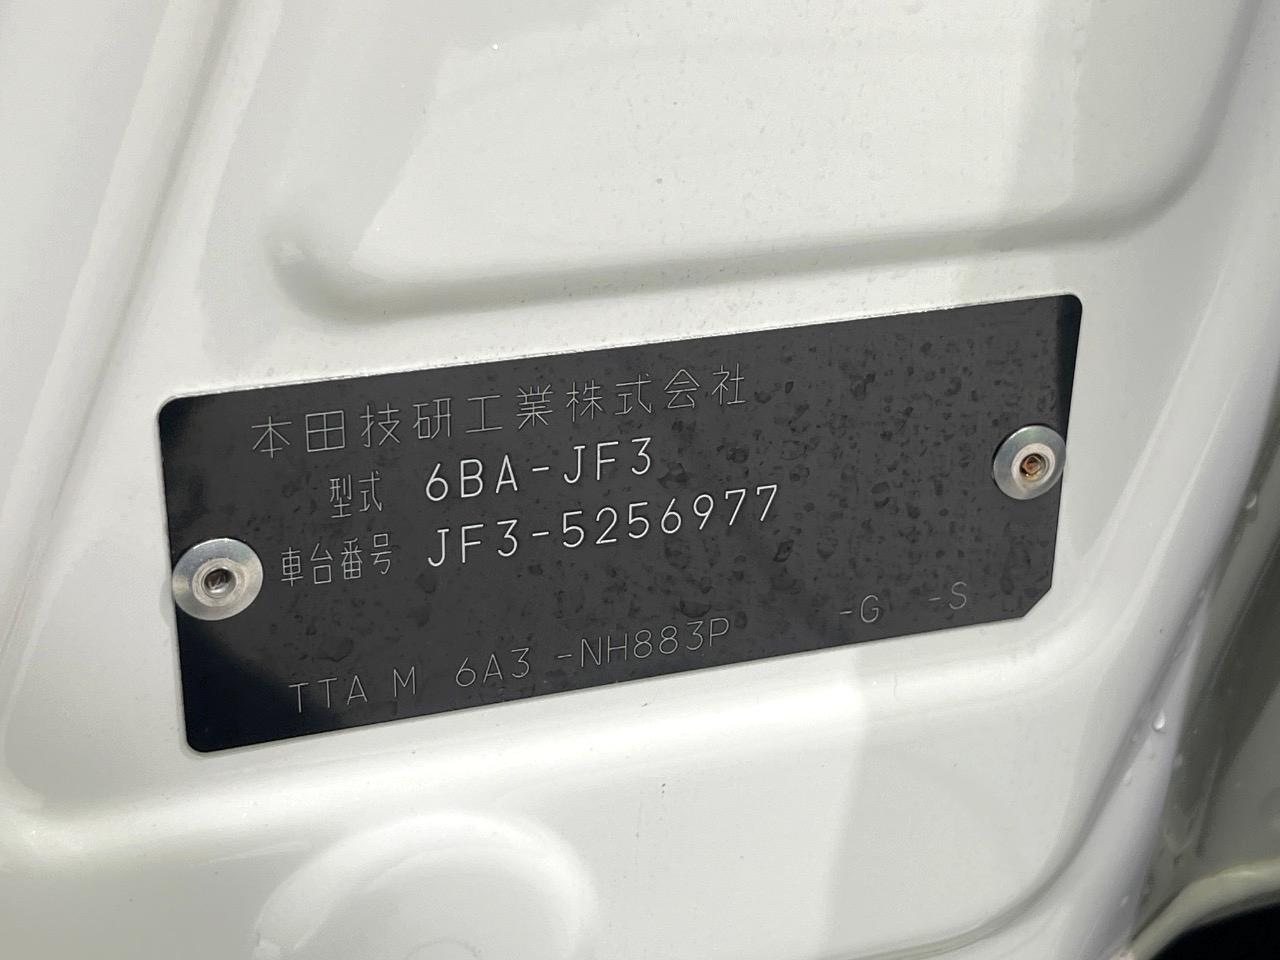 本田技研工業株式会社
型式 6BA-JF3
車台番号 JF3-5256977
TTA M 6A3 -NH883P -G -S